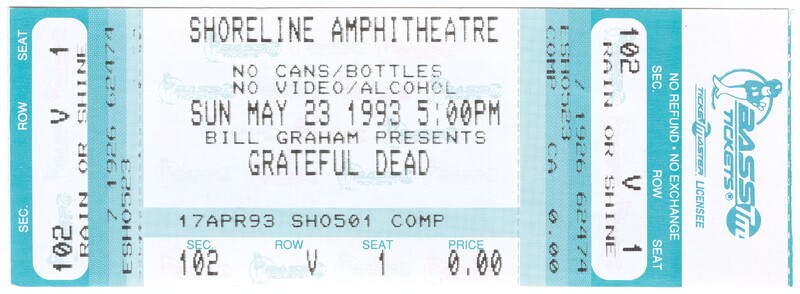 SEC. ROW SEAT
102 V 1
RAIN OR SHINE
/ 1926 62474
ESH0523
SHORELINE AMPHITHEATRE
NO CANS/BOTTLES
NO VIDEO/ALCOHOL
SUN MAY 23 1993 5:00PM
BILL GRAHAM PRESENTS
GRATEFUL DEAD
17APR93 SH0501 COMP
SEC. ROW SEAT PRICE
102 V 1 0.00
ESH0523 / 1926 62474
COMP CA 0.00
RAIN OR SHINE
102 V 1
SEC. ROW SEAT
NO REFUND • NO EXCHANGE
BASS TM
TICKETS®
TICKETMASTER
LICENSEE